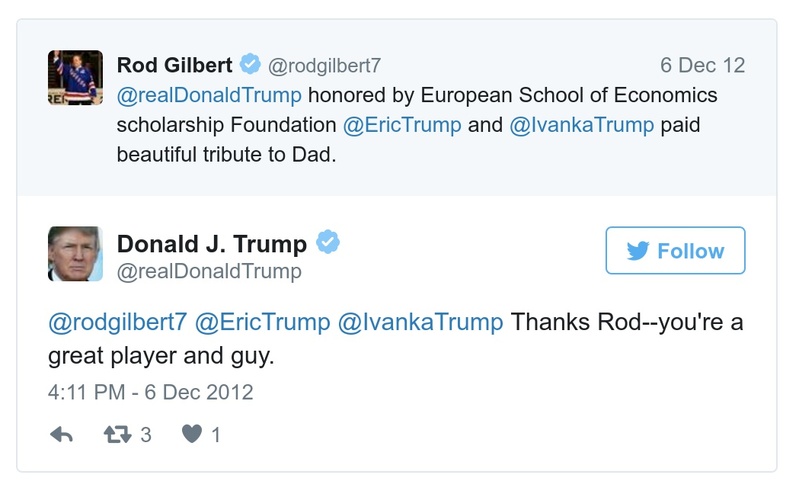 Rod Gilbert @rodgilbert7 6 Dec 12
@realDonaldTrump honored by European School of Economics
scholarship Foundation @EricTrump and @IvankaTrump paid
beautiful tribute to Dad.
Donald J. Trump
@realDonaldTrump
Follow
@rodgilbert7 @EricTrump @IvankaTrump Thanks Rod--you're a
great player and guy.
4:11 PM - 6 Dec 2012
3 1